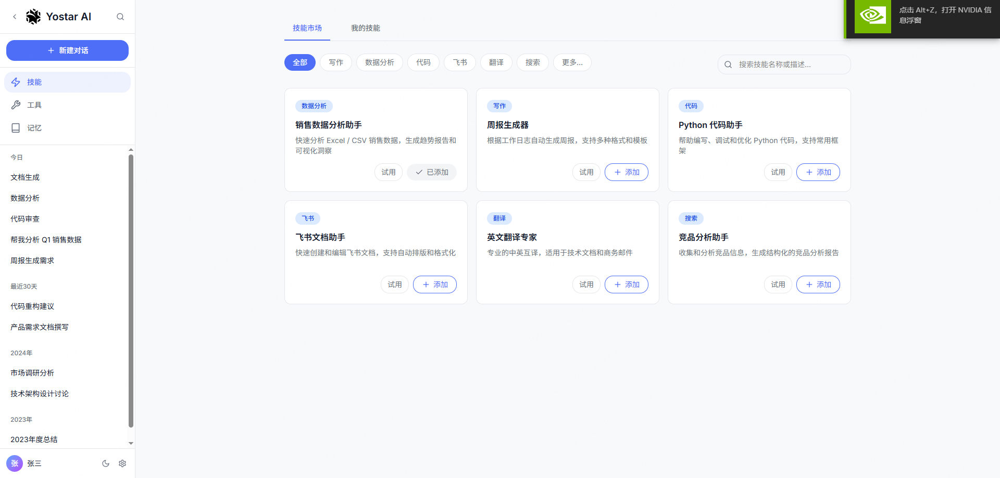 Yostar AI
新建对话
技能
工具
记忆
今日
文档生成
数据分析
代码审查
帮我分析 Q1 销售数据
周报生成需求
最近30天
代码重构建议
产品需求文档撰写
2024年
市场调研分析
技术架构设计讨论
2023年
2023年度总结
张
张三
技能市场
我的技能
点击 Alt+Z，打开 NVIDIA 信
息浮窗
全部
写作
数据分析
代码
飞书
翻译
搜索
更多...
搜索技能名称或描述...
数据分析
销售数据分析助手
快速分析 Excel / CSV 销售数据，生成趋势报告和
可视化洞察
试用
已添加
写作
周报生成器
根据工作日志自动生成周报，支持多种格式和模板
试用
添加
代码
Python 代码助手
帮助编写、调试和优化 Python 代码，支持常用框
架
试用
添加
飞书
飞书文档助手
快速创建和编辑飞书文档，支持自动排版和格式化
试用
添加
翻译
英文翻译专家
专业的中英互译，适用于技术文档和商务邮件
试用
添加
搜索
竞品分析助手
收集和分析竞品信息，生成结构化的竞品分析报告
试用
添加